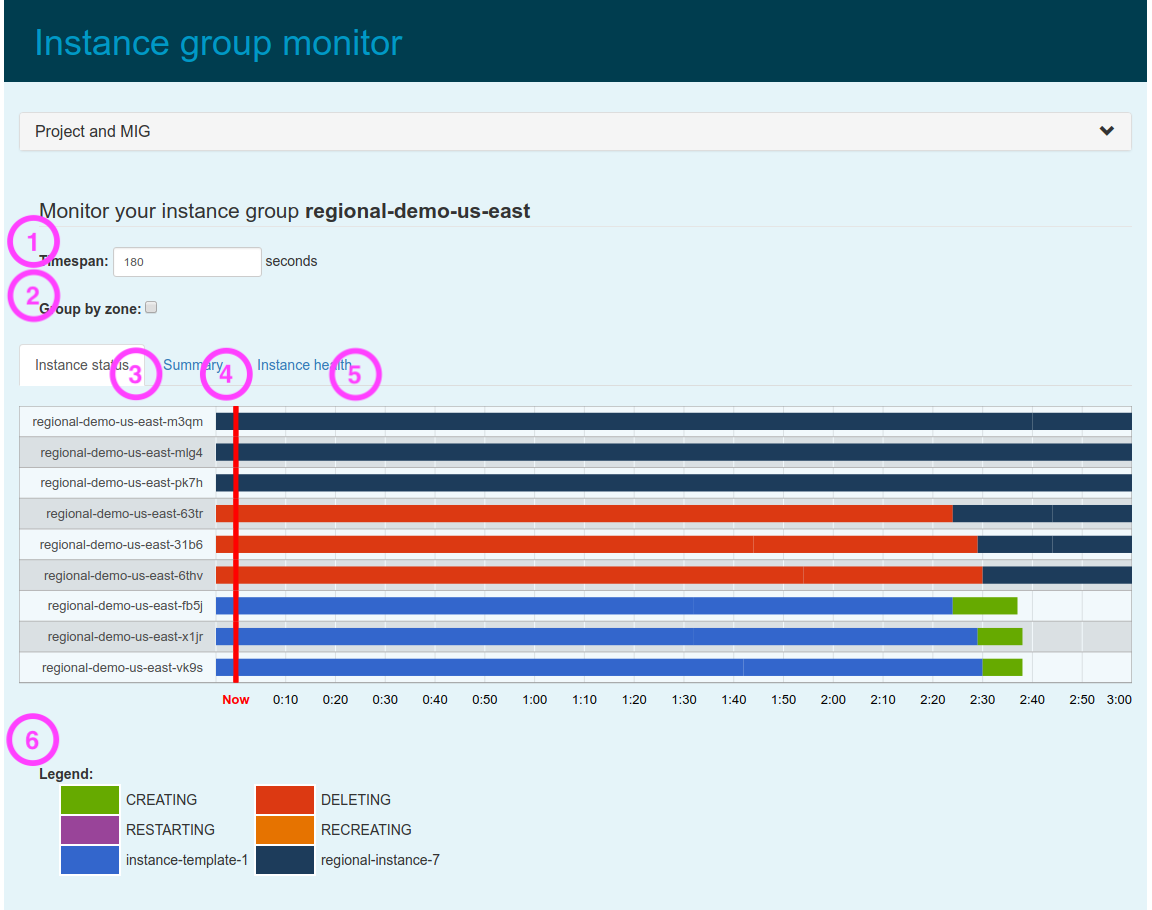 Instance group monitor
Project and MIG
Monitor your instance group regional-demo-us-east
1
Timespan: 180 seconds
2
Group by zone:
Instance status 3 Summary 4 Instance health 5
regional-demo-us-east-m3qm
regional-demo-us-east-mlg4
regional-demo-us-east-pk7h
regional-demo-us-east-63tr
regional-demo-us-east-31b6
regional-demo-us-east-6thv
regional-demo-us-east-fb5j
regional-demo-us-east-x1jr
regional-demo-us-east-vk9s
Now 0:10 0:20 0:30 0:40 0:50 1:00 1:10 1:20 1:30 1:40 1:50 2:00 2:10 2:20 2:30 2:40 2:50 3:00
6
Legend:
CREATING DELETING
RESTARTING RECREATING
instance-template-1 regional-instance-7